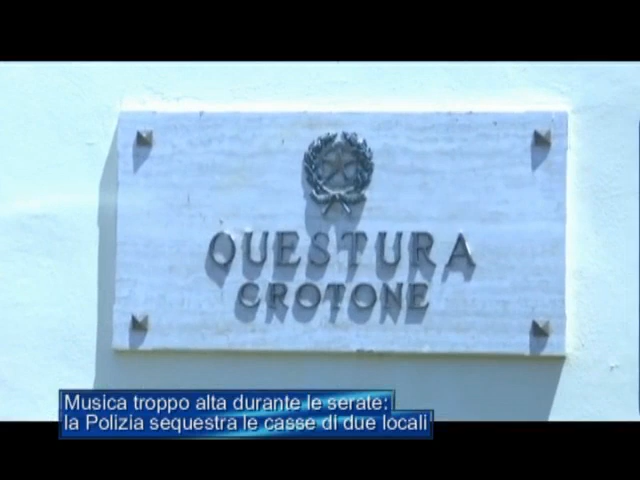 QUESTURA
CROTONE
Musica troppo alta durante le serate:
la Polizia sequestra le casse di due locali